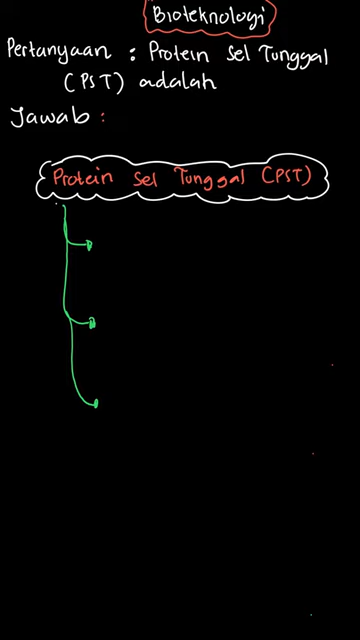 Bioteknologi
Pertanyaan : Protein Sel Tunggal
(PST) adalah
Jawab :
Protein Sel Tunggal (PST)